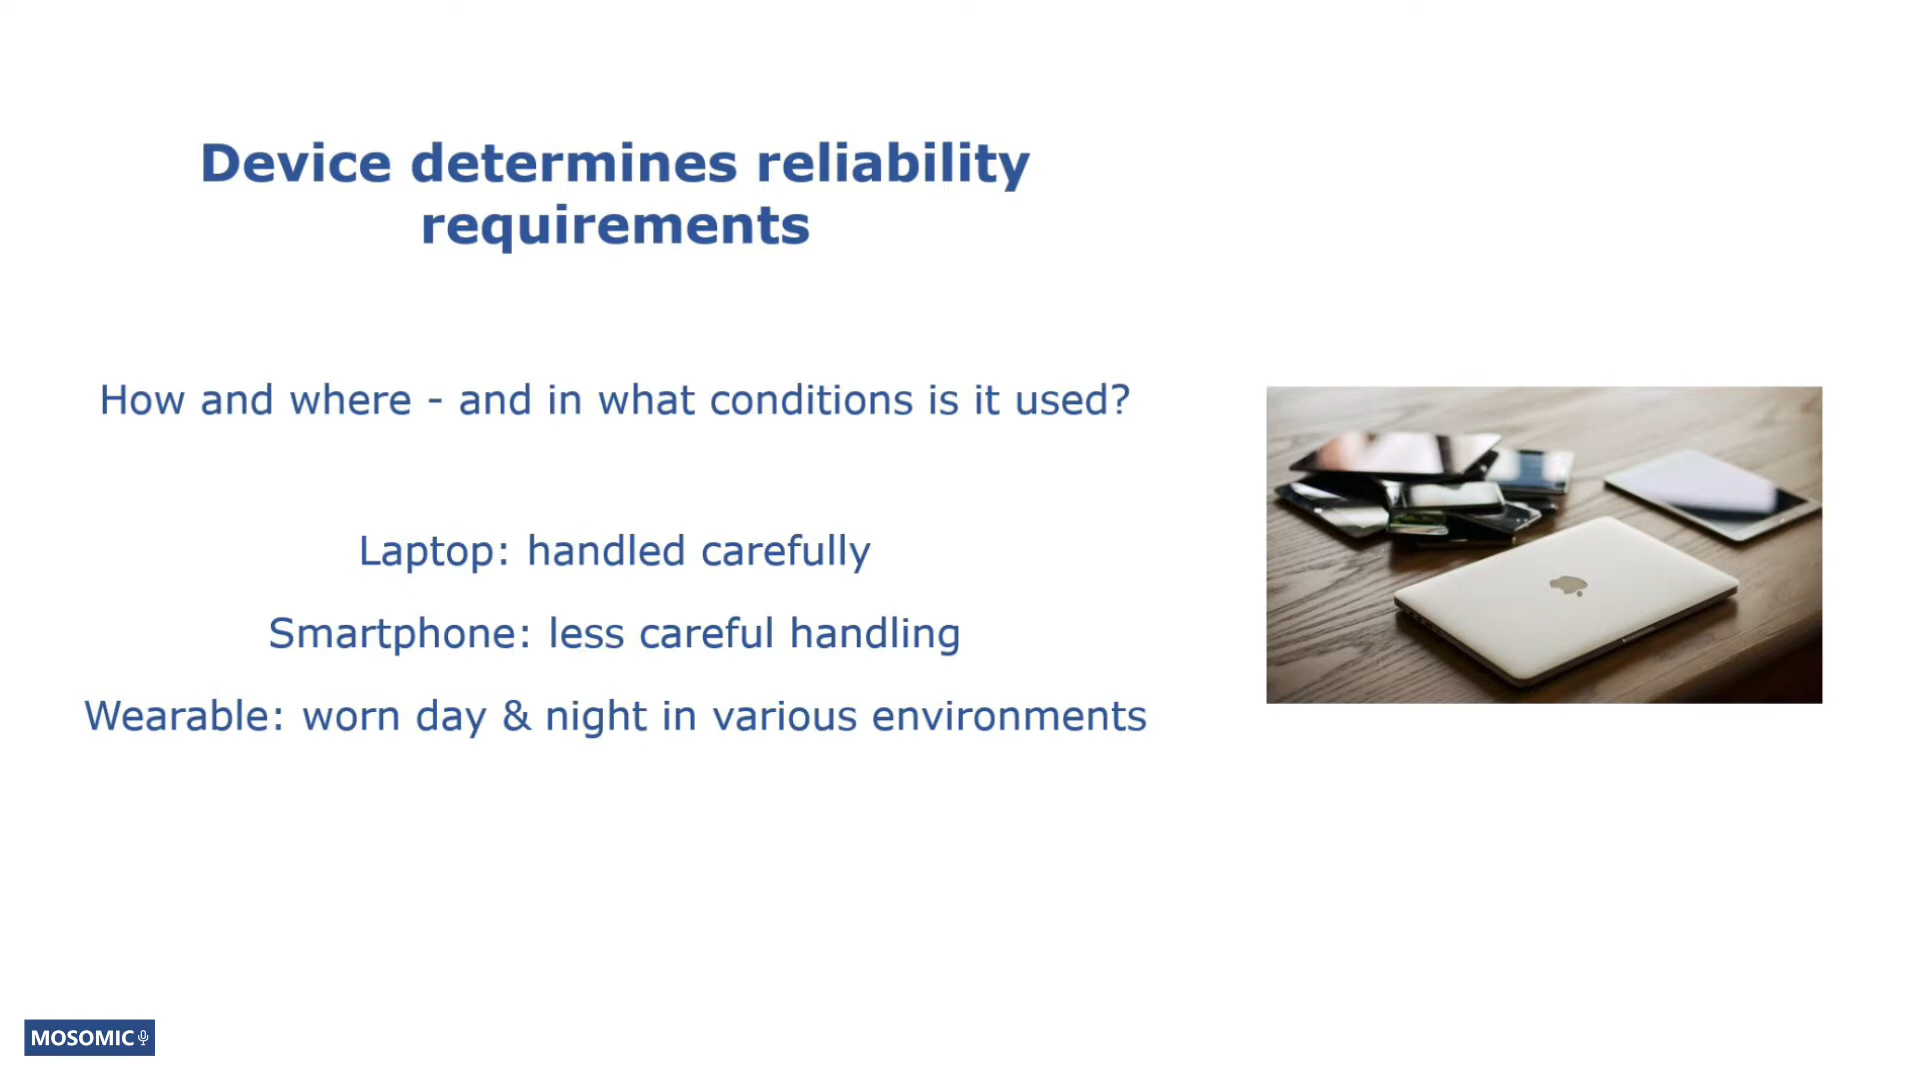 Device determines reliability
requirements
How and where - and in what conditions is it used?
Laptop: handled carefully
Smartphone: less careful handling
Wearable: worn day & night in various environments
MOSOMIC